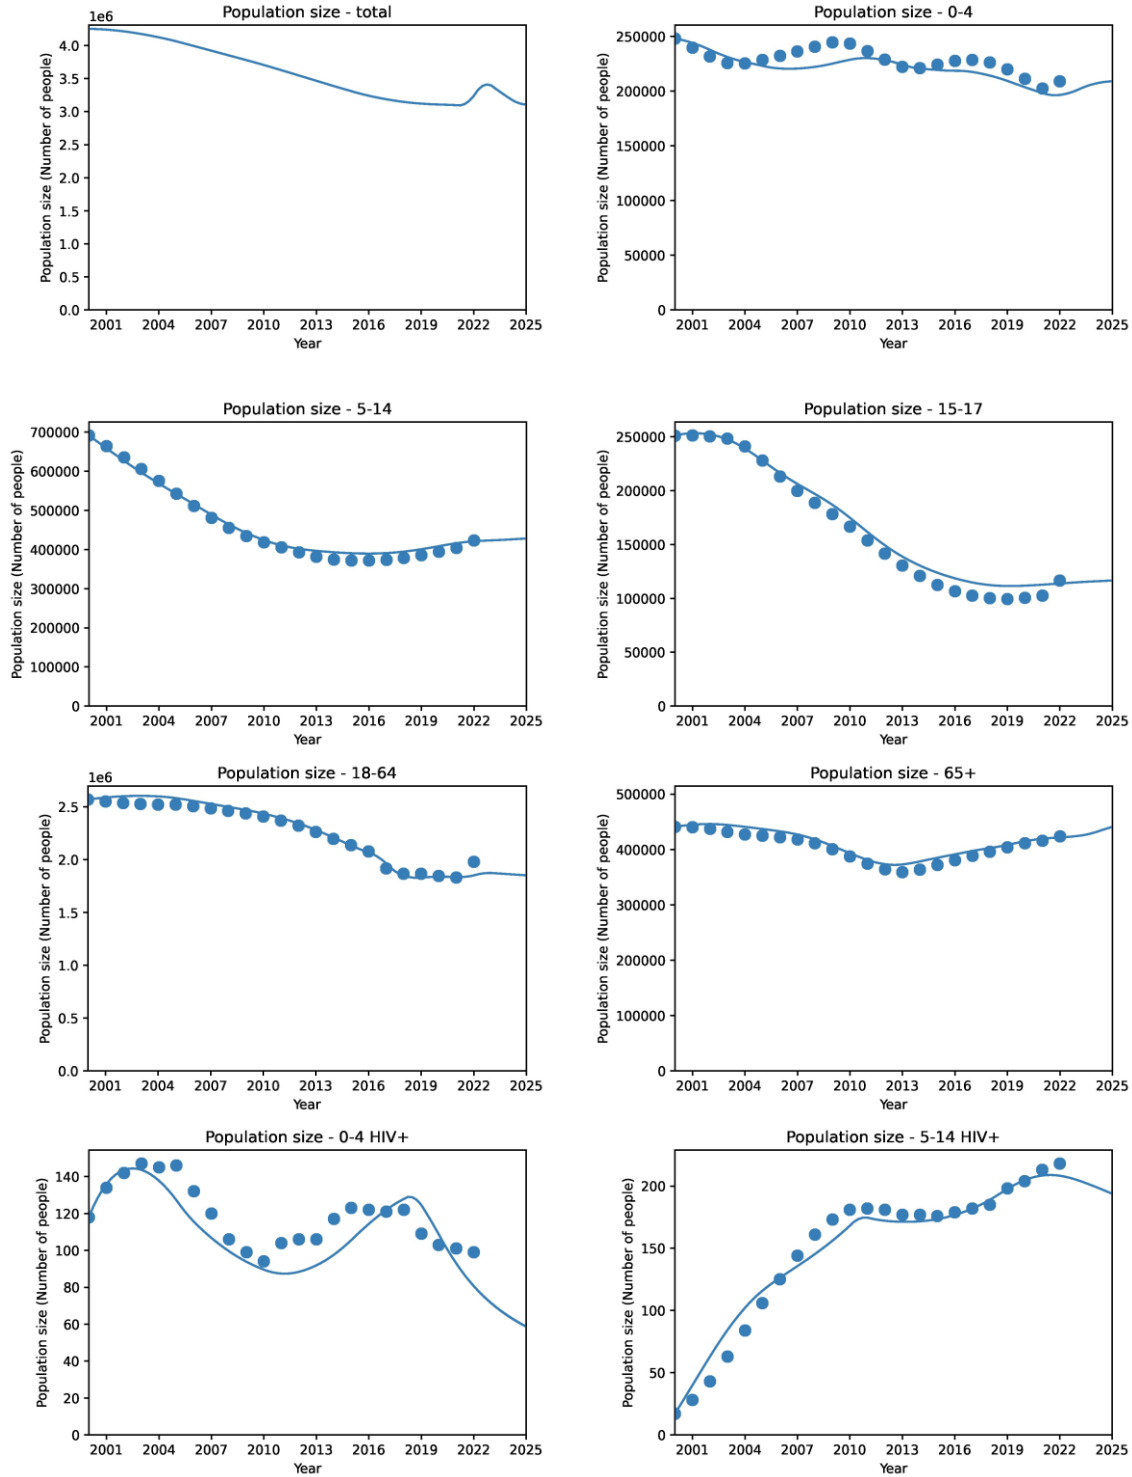 Population size - total
1e6
Population size (Number of people)
4.0
3.5
3.0
2.5
2.0
1.5
1.0
0.5
0.0
2001 2004 2007 2010 2013 2016 2019 2022 2025
Year
Population size - 0-4
Population size (Number of people)
250000
200000
150000
100000
50000
0
2001 2004 2007 2010 2013 2016 2019 2022 2025
Year
Population size - 5-14
Population size (Number of people)
700000
600000
500000
400000
300000
200000
100000
0
2001 2004 2007 2010 2013 2016 2019 2022 2025
Year
Population size - 15-17
Population size (Number of people)
250000
200000
150000
100000
50000
0
2001 2004 2007 2010 2013 2016 2019 2022 2025
Year
Population size - 18-64
1e6
Population size (Number of people)
2.5
2.0
1.5
1.0
0.5
0.0
2001 2004 2007 2010 2013 2016 2019 2022 2025
Year
Population size - 65+
Population size (Number of people)
500000
400000
300000
200000
100000
0
2001 2004 2007 2010 2013 2016 2019 2022 2025
Year
Population size - 0-4 HIV+
Population size (Number of people)
140
120
100
80
60
40
20
0
2001 2004 2007 2010 2013 2016 2019 2022 2025
Year
Population size - 5-14 HIV+
Population size (Number of people)
200
150
100
50
0
2001 2004 2007 2010 2013 2016 2019 2022 2025
Year